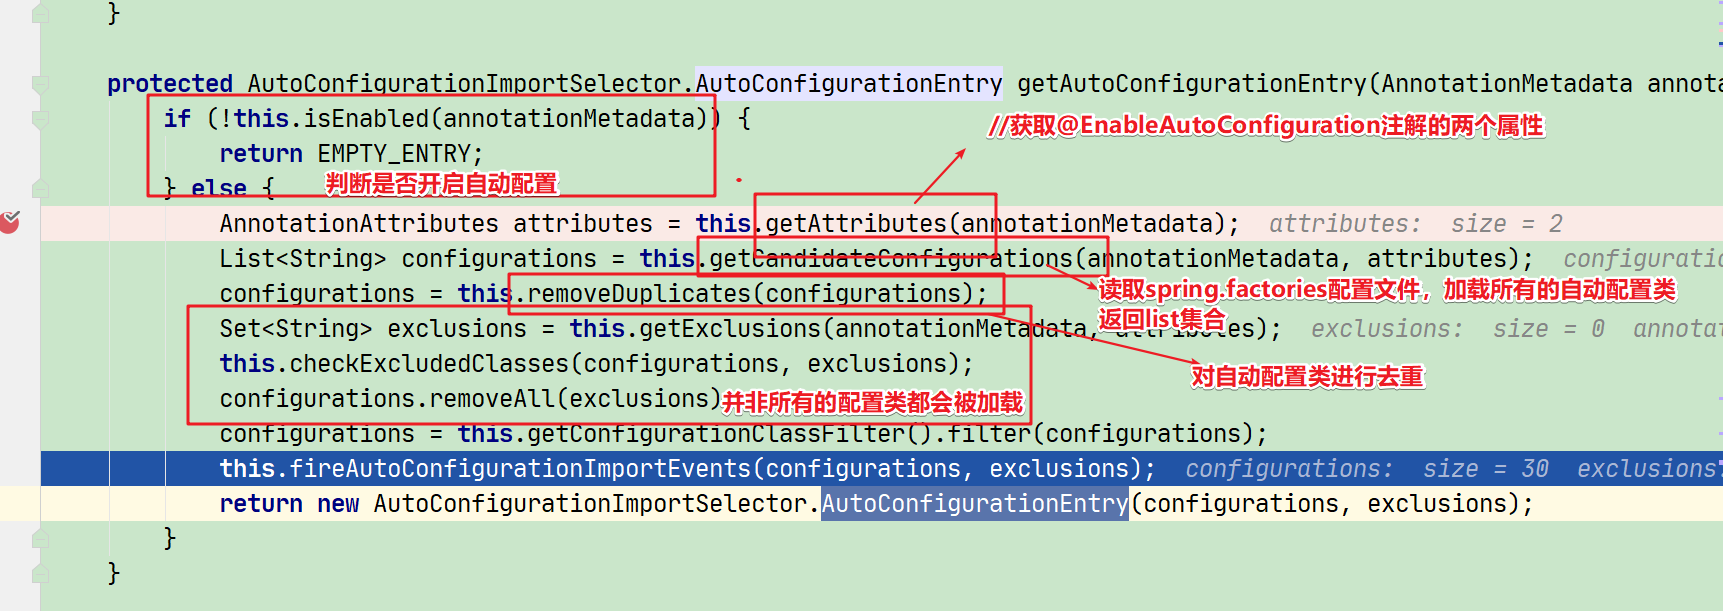 }
protected AutoConfigurationImportSelector.AutoConfigurationEntry getAutoConfigurationEntry(AnnotationMetadata annota
if (!this.isEnabled(annotationMetadata)) {
//获取@EnableAutoConfiguration注解的两个属性
return EMPTY_ENTRY;
} else {
判断是否开启自动配置
AnnotationAttributes attributes = this.getAttributes(annotationMetadata); attributes: size = 2
List<String> configurations = this.getCandidateConfigurations(annotationMetadata, attributes); configuratio
configurations = this.removeDuplicates(configurations);
读取spring.factories配置文件，加载所有的自动配置类
返回list集合
Set<String> exclusions = this.getExclusions(annotationMetadata, attributes); exclusions: size = 0 annotat
this.checkExcludedClasses(configurations, exclusions);
对自动配置类进行去重
configurations.removeAll(exclusions)
并非所有的配置类都会被加载
configurations = this.getConfigurationClassFilter().filter(configurations);
this.fireAutoConfigurationImportEvents(configurations, exclusions); configurations: size = 30 exclusions:
return new AutoConfigurationImportSelector.AutoConfigurationEntry(configurations, exclusions);
}
}